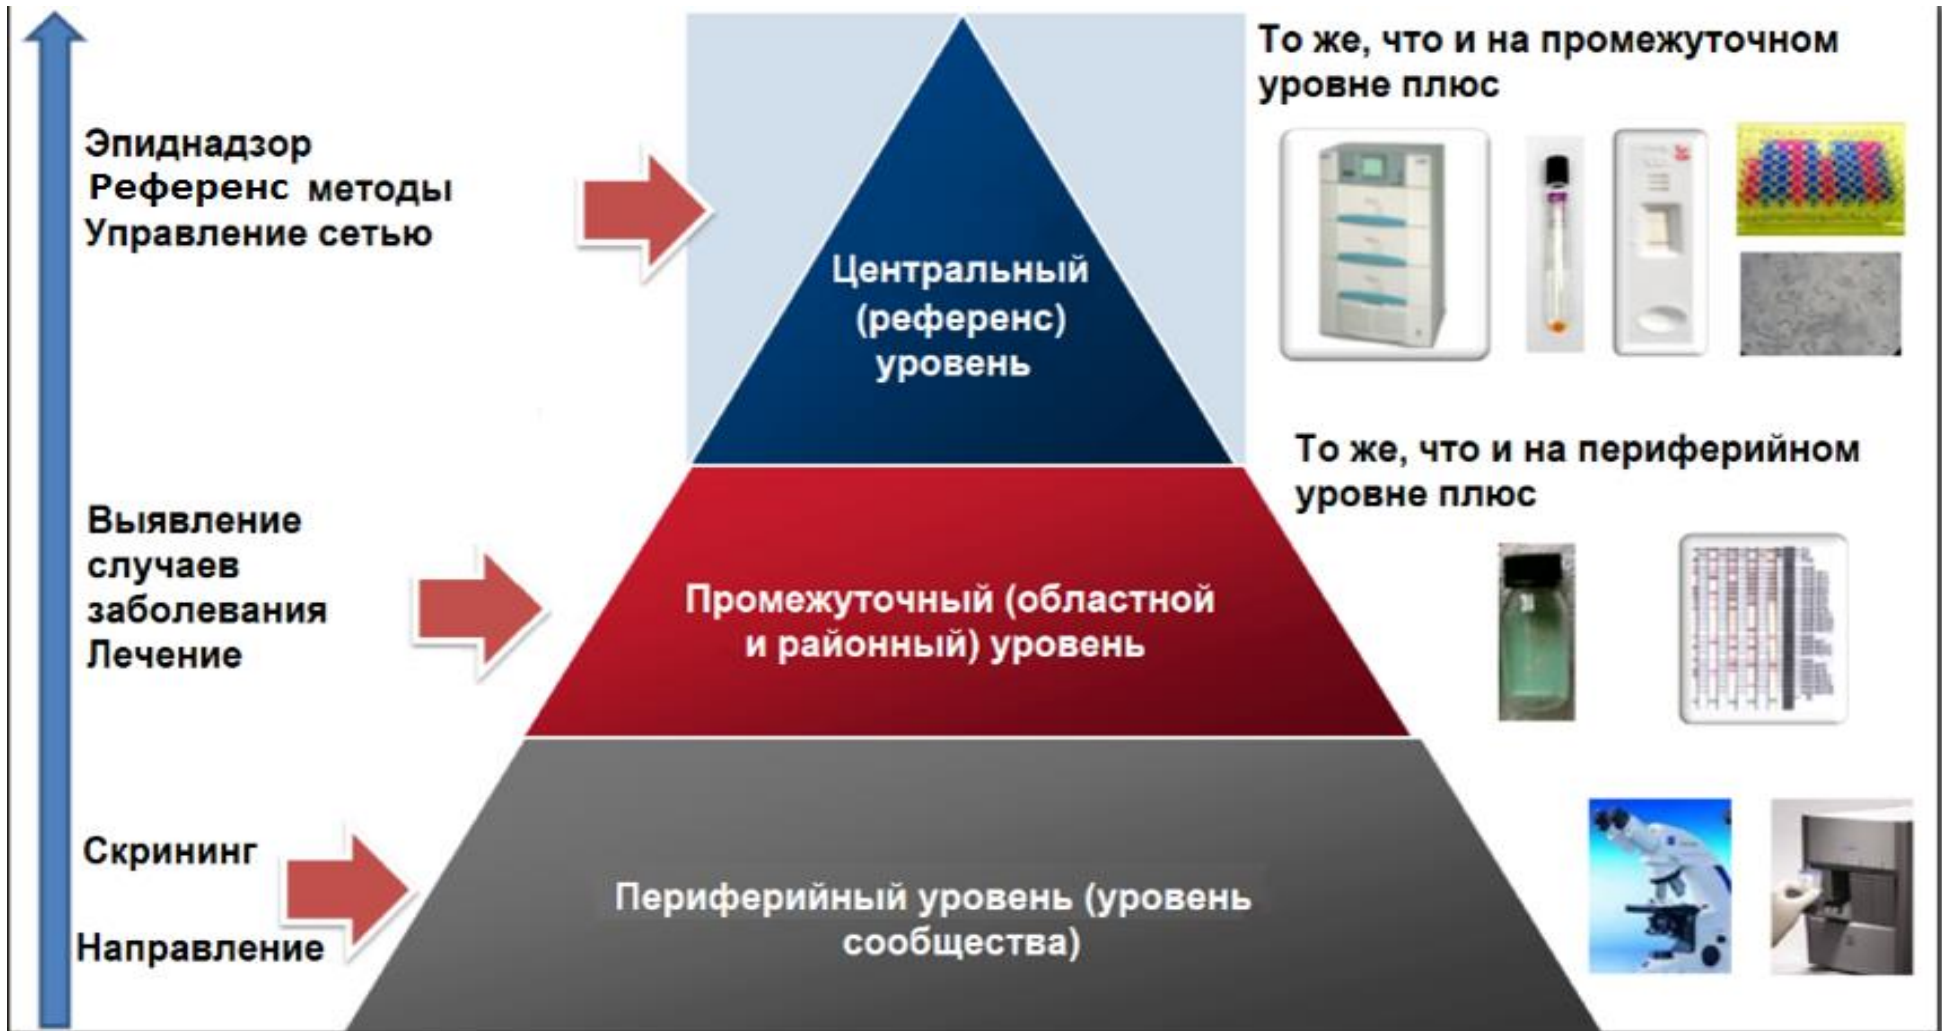 То же, что и на промежуточном
уровне плюс
Эпиднадзор
Референс методы
Управление сетью
Центральный
(референс)
уровень
То же, что и на периферийном
уровне плюс
Выявление
случаев
заболевания
Лечение
Промежуточный (областной
и районный) уровень
Скрининг
Направление
Периферийный уровень (уровень
сообщества)